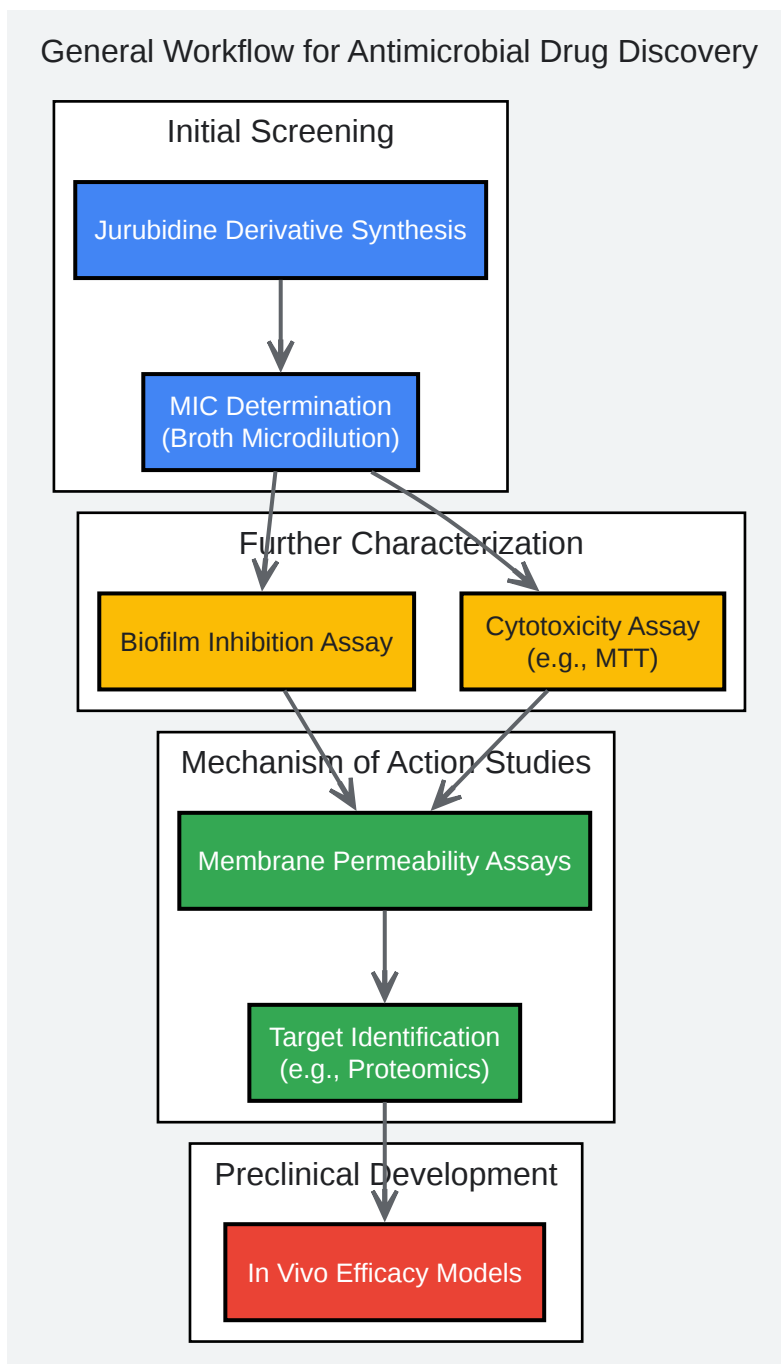 General Workflow for Antimicrobial Drug Discovery
Initial Screening
Jurubidine Derivative Synthesis
MIC Determination
(Broth Microdilution)
Further Characterization
Biofilm Inhibition Assay
Cytotoxicity Assay
(e.g., MTT)
Mechanism of Action Studies
Membrane Permeability Assays
Target Identification
(e.g., Proteomics)
Preclinical Development
In Vivo Efficacy Models